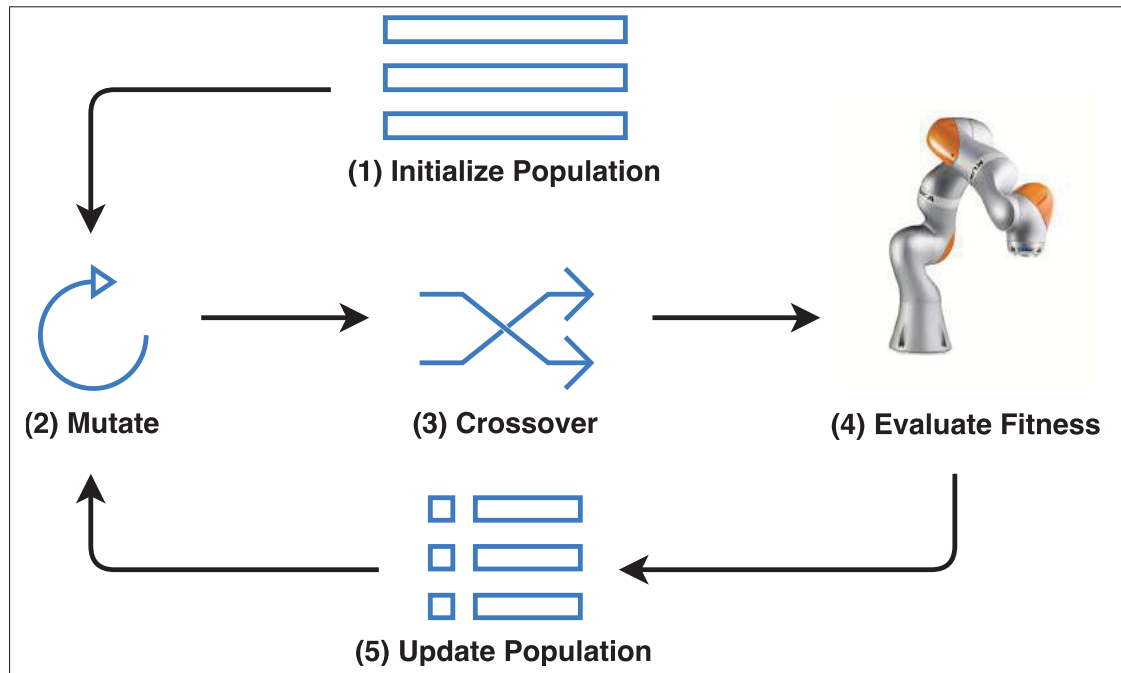 (1) Initialize Population
(2) Mutate
(3) Crossover
(4) Evaluate Fitness
(5) Update Population